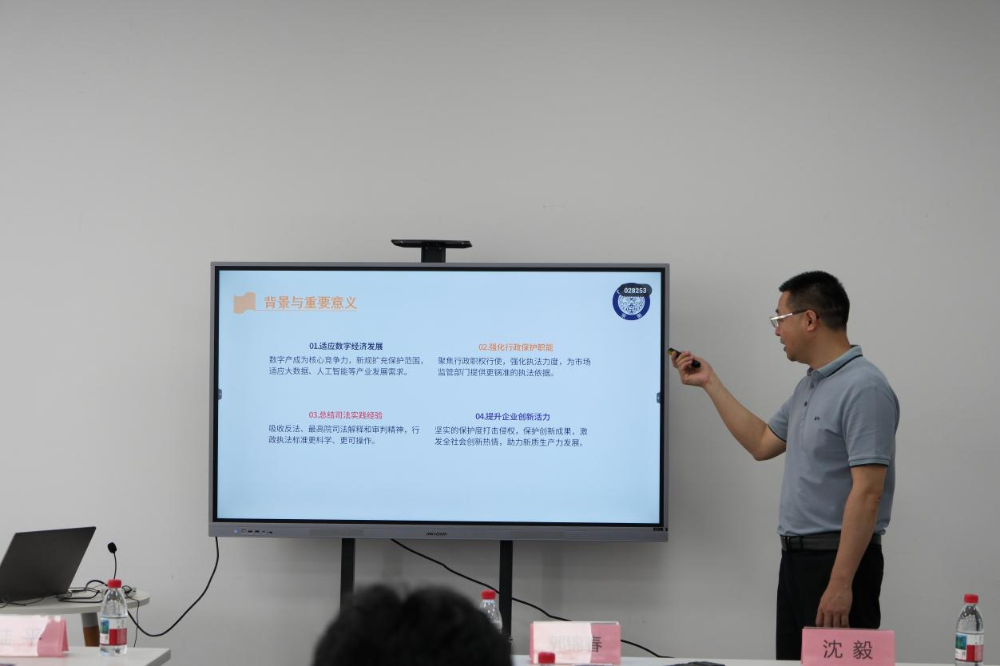 028253
背景与重要意义
01.适应数字经济发展
数字产成为核心竞争力，新规扩充保护范围，
适应大数据、人工智能等产业发展需求。
02.强化行政保护职能
聚焦行政职权行使，强化执法力度，为市场
监管部门提供更锅准的执法依据。
03.总结司法实践经验
吸收反法、最高院司法解释和审判精神，行
政执法标准更科学、更可操作。
04.提升企业创新活力
坚实的保护度打击侵权，保护创新成果，激
发全社会创新热情，助力新质生产力发展。
HIKVISION
陆 平
郭锦春
沈 毅